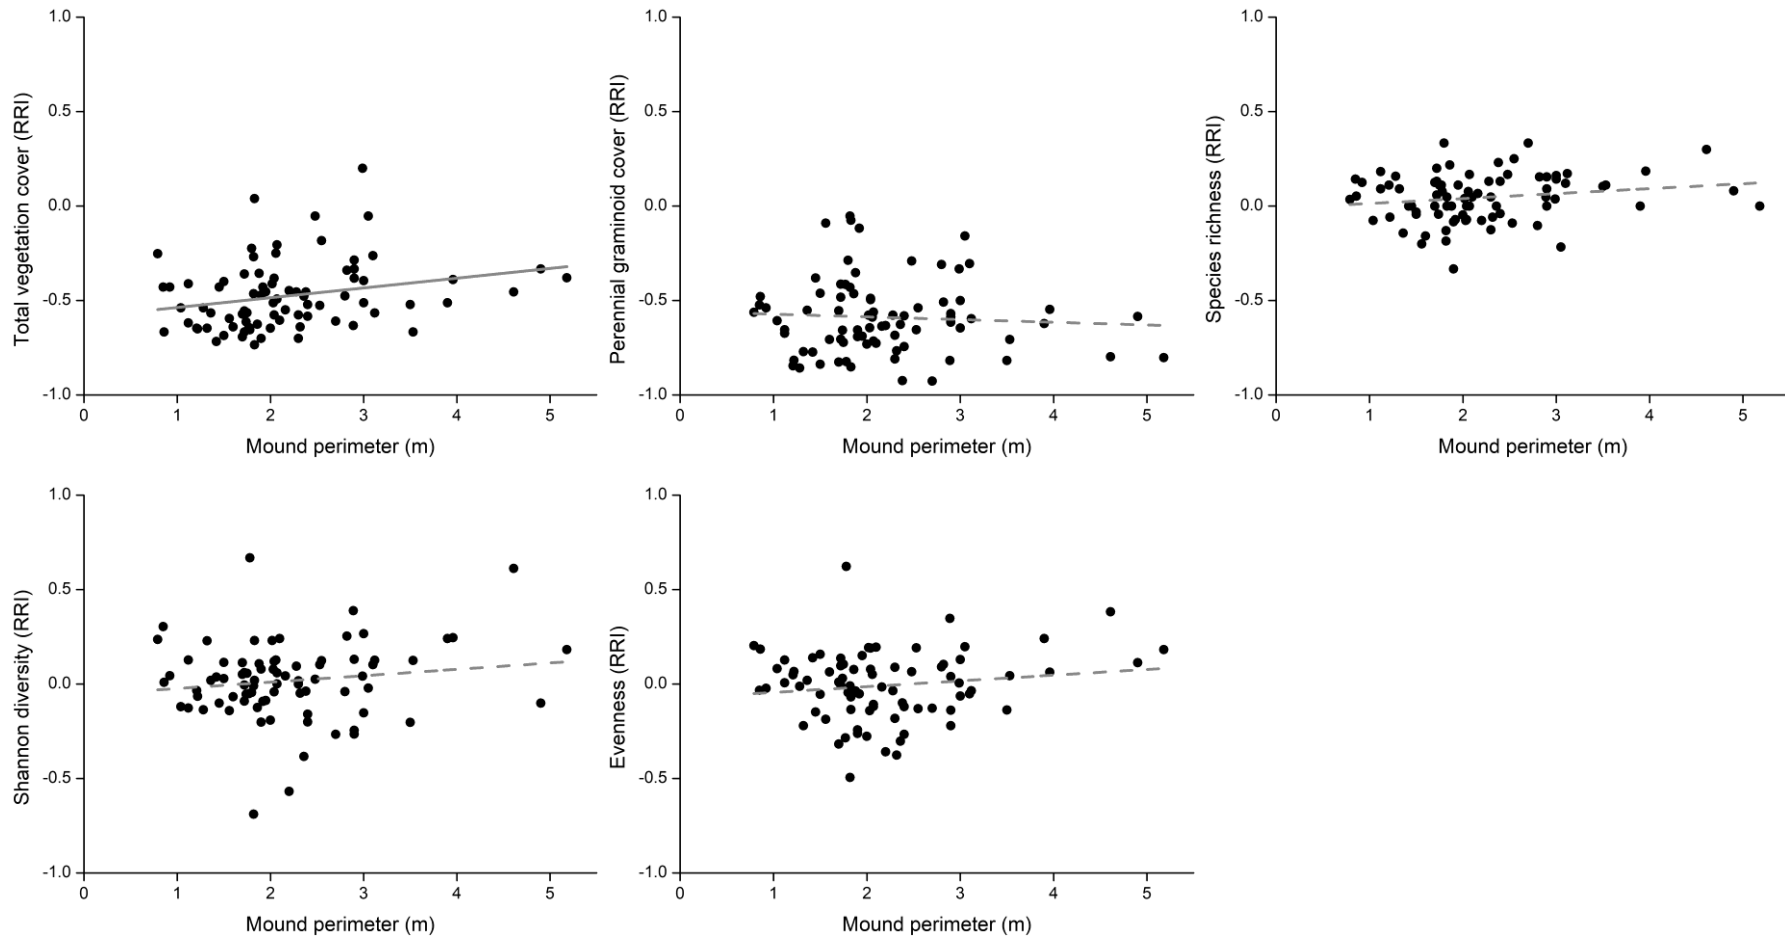 Total vegetation cover (RRI)
1.0
0.5
0.0
-0.5
-1.0
0 1 2 3 4 5
Mound perimeter (m)
Perennial graminoid cover (RRI)
1.0
0.5
0.0
-0.5
-1.0
0 1 2 3 4 5
Mound perimeter (m)
Species richness (RRI)
1.0
0.5
0.0
-0.5
-1.0
0 1 2 3 4 5
Mound perimeter (m)
Shannon diversity (RRI)
1.0
0.5
0.0
-0.5
-1.0
0 1 2 3 4 5
Mound perimeter (m)
Evenness (RRI)
1.0
0.5
0.0
-0.5
-1.0
0 1 2 3 4 5
Mound perimeter (m)